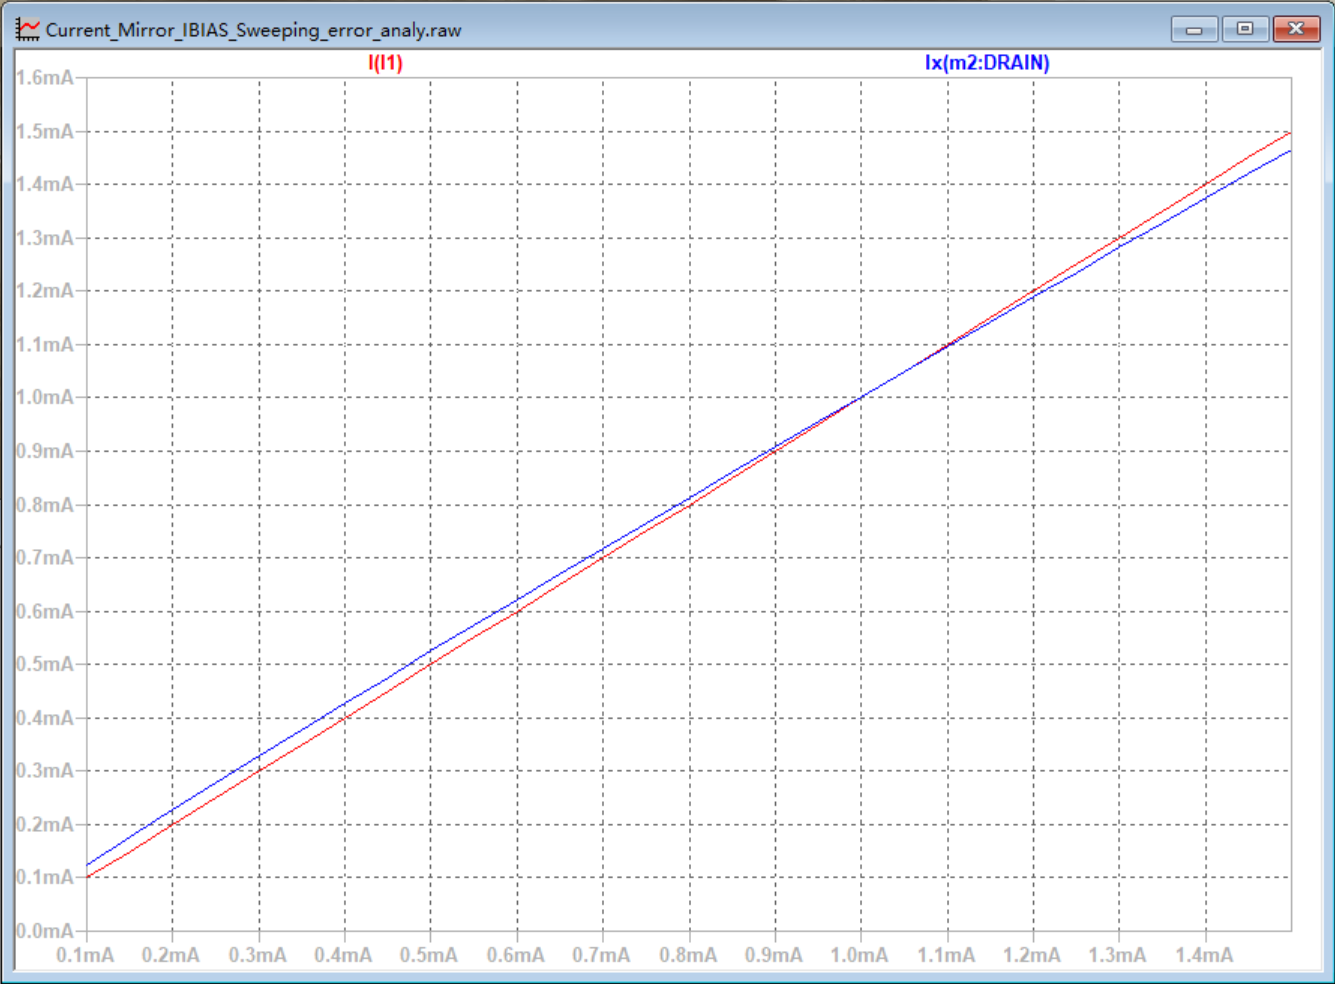 Current_Mirror_IBIAS_Sweeping_error_analy.raw
I(I1) Ix(m2:DRAIN)
1.6mA
1.5mA
1.4mA
1.3mA
1.2mA
1.1mA
1.0mA
0.9mA
0.8mA
0.7mA
0.6mA
0.5mA
0.4mA
0.3mA
0.2mA
0.1mA
0.0mA
0.1mA 0.2mA 0.3mA 0.4mA 0.5mA 0.6mA 0.7mA 0.8mA 0.9mA 1.0mA 1.1mA 1.2mA 1.3mA 1.4mA